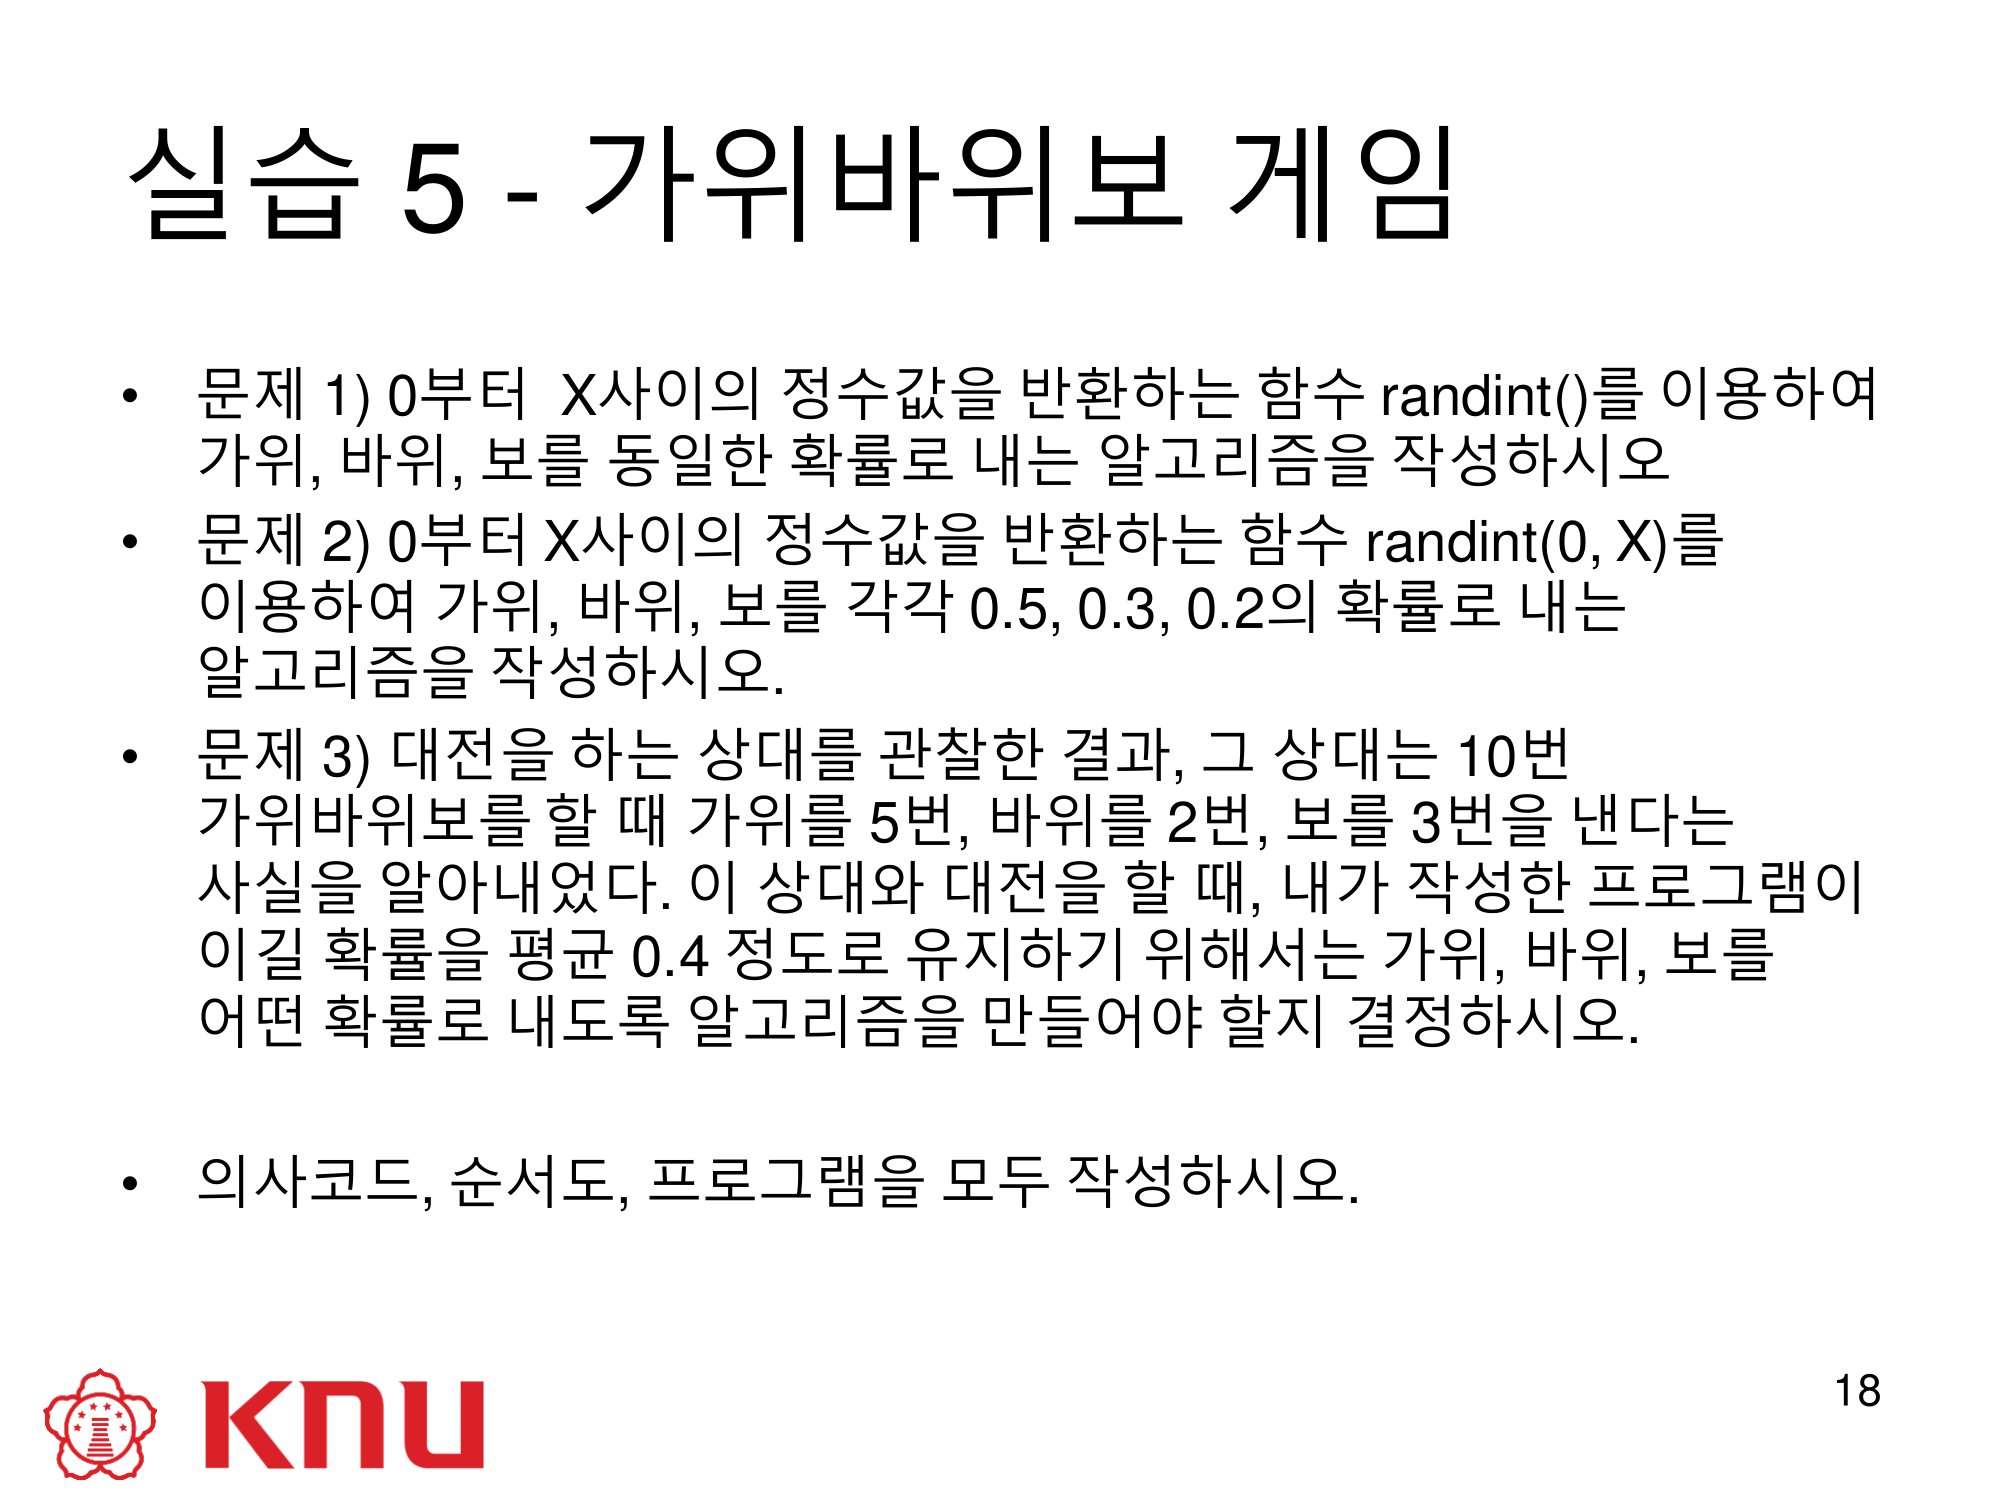 실습 5 - 가위바위보 게임
• 문제 1) 0부터 X사이의 정수값을 반환하는 함수 randint()를 이용하여
가위, 바위, 보를 동일한 확률로 내는 알고리즘을 작성하시오
• 문제 2) 0부터 X사이의 정수값을 반환하는 함수 randint(0, X)를
이용하여 가위, 바위, 보를 각각 0.5, 0.3, 0.2의 확률로 내는
알고리즘을 작성하시오.
• 문제 3) 대전을 하는 상대를 관찰한 결과, 그 상대는 10번
가위바위보를 할 때 가위를 5번, 바위를 2번, 보를 3번을 낸다는
사실을 알아내었다. 이 상대와 대전을 할 때, 내가 작성한 프로그램이
이길 확률을 평균 0.4 정도로 유지하기 위해서는 가위, 바위, 보를
어떤 확률로 내도록 알고리즘을 만들어야 할지 결정하시오.
• 의사코드, 순서도, 프로그램을 모두 작성하시오.
KNU
18